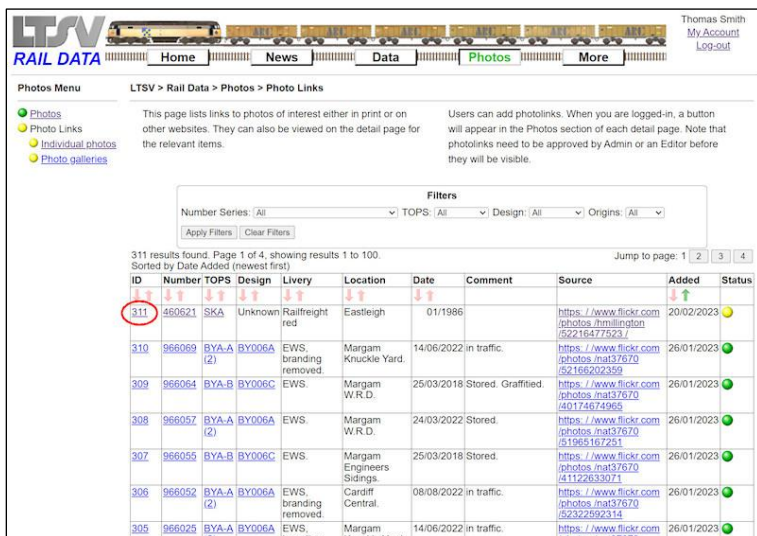 LTSV
RAIL DATA
Home
News
Data
Photos
More
Thomas Smith
My Account
Log-out
Photos Menu
Photos
Photo Links
Individual photos
Photo galleries
LTSV > Rail Data > Photos > Photo Links
This page lists links to photos of interest either in print or on
other websites. They can also be viewed on the detail page for
the relevant items.
Users can add photolinks. When you are logged-in, a button
will appear in the Photos section of each detail page. Note that
photolinks need to be approved by Admin or an Editor before
they will be visible.
Filters
Number Series: All TOPS: All Design: All Origins: All
Apply Filters Clear Filters
311 results found. Page 1 of 4, showing results 1 to 100.
Sorted by Date Added (newest first)
Jump to page: 1 2 3 4
ID Number TOPS Design Livery Location Date Comment Source Added Status
311 460621 SKA Unknown Railfreight Eastleigh 01/1986 https: / /www.flickr.com 20/02/2023
red /photos /hmillington
/52216477523 /
310 966069 BYA-A BY006A EWS, Margam 14/06/2022 in traffic. https: / /www.flickr.com 26/01/2023
(2) branding Knuckle Yard. /photos /nat37670
removed. /52166202359
309 966064 BYA-B BY006C EWS. Margam 25/03/2018 Stored. Graffitied. https: / /www.flickr.com 26/01/2023
W.R.D. /photos /nat37670
/40174674965
308 966057 BYA-A BY006A EWS. Margam 24/03/2022 Stored. https: / /www.flickr.com 26/01/2023
(2) W.R.D. /photos /nat37670
/51965167251
307 966055 BYA-B BY006C EWS. Margam 25/03/2018 Stored. https: / /www.flickr.com 26/01/2023
Engineers /photos /nat37670
Sidings. /41122633071
306 966052 BYA-A BY006A EWS, Cardiff 08/08/2022 in traffic. https: / /www.flickr.com 26/01/2023
(2) branding Central. /photos /nat37670
removed. /52322592314
305 966025 BYA-A BY006A EWS, Margam 14/06/2022 in traffic. https: / /www.flickr.com 26/01/2023